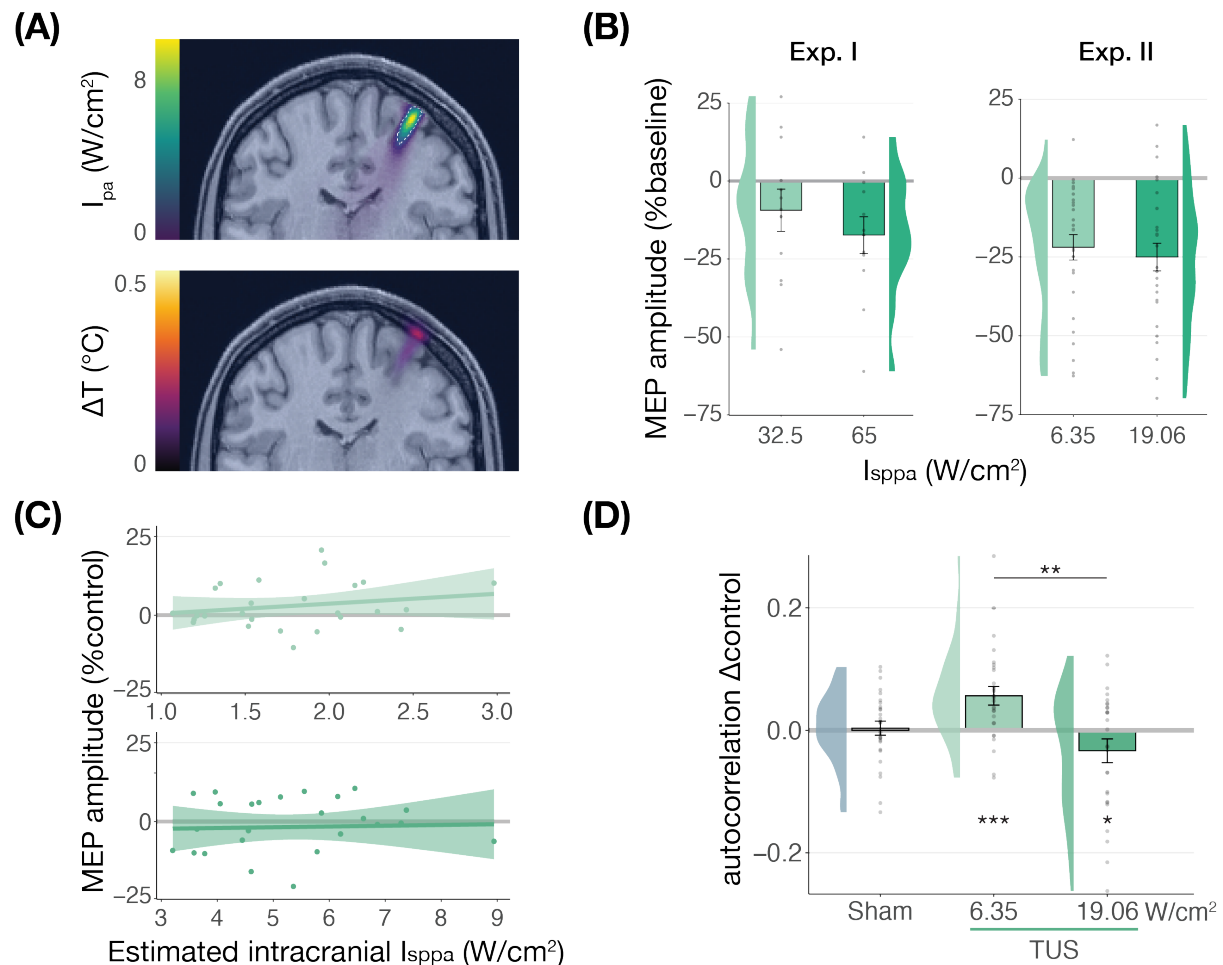 (A)
8
Ipa (W/cm²)
0
0.5
ΔT (°C)
0
(B)
Exp. I
Exp. II
MEP amplitude (%baseline)
25
0
−25
−50
−75
32.5 65
25
0
−25
−50
−75
6.35 19.06
Isppa (W/cm²)
(C)
MEP amplitude (%control)
25
0
−25
1.0 1.5 2.0 2.5 3.0
25
0
−25
3 4 5 6 7 8 9
Estimated intracranial Isppa (W/cm²)
(D)
autocorrelation Δcontrol
0.2
0.0
−0.2
**
***
*
Sham 6.35 19.06 W/cm²
TUS